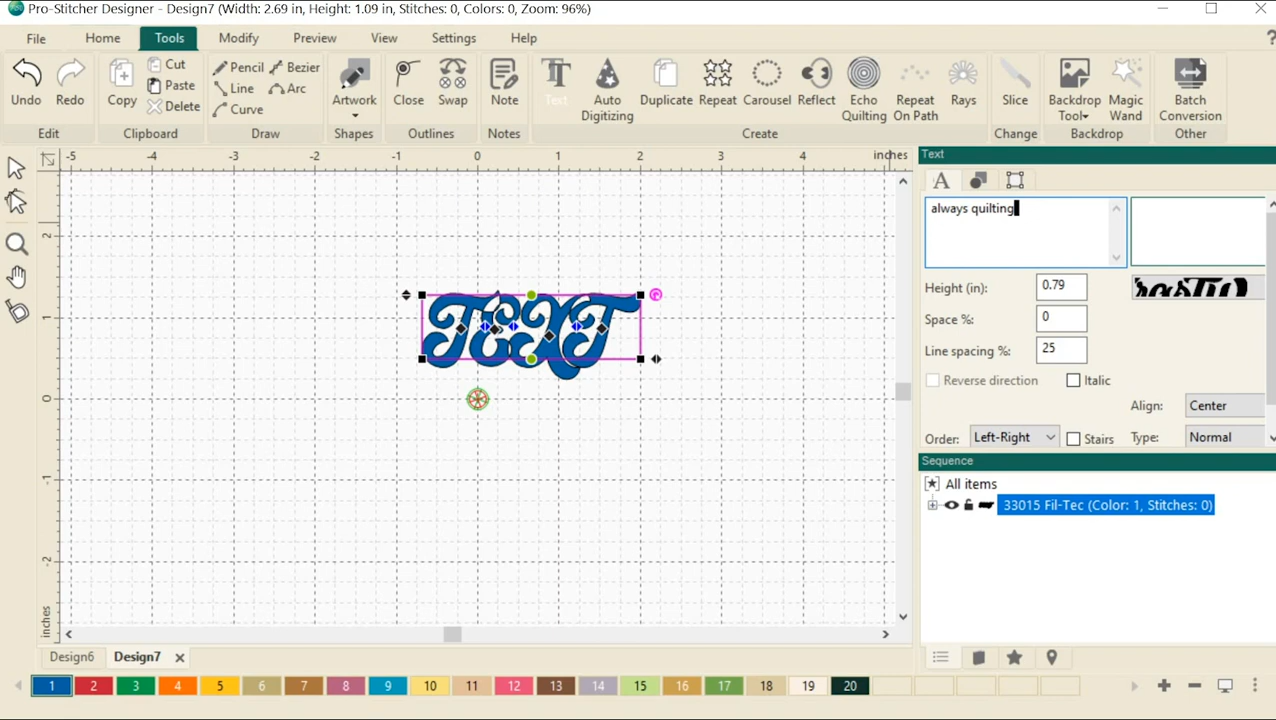 Pro-Stitcher Designer - Design7 (Width: 2.69 in, Height: 1.09 in, Stitches: 0, Colors: 0, Zoom: 96%)
File Home Tools Modify Preview View Settings Help ?
Undo Redo Copy Cut Paste Delete Pencil Bezier Line Arc Curve Artwork Close Swap Note Text Auto Digitizing Duplicate Repeat Carousel Reflect Echo Quilting Repeat On Path Rays Slice Backdrop Tool Magic Wand Batch Conversion
Edit Clipboard Draw Shapes Outlines Notes Create Change Backdrop Other
-5 -4 -3 -2 -1 0 1 2 3 4 inches
Text
A
always quilting
2
Height (in): 0.79
TEXT
1
Space %: 0
Line spacing %: 25
Reverse direction Italic
0
Align: Center
Order: Left-Right Stairs Type: Normal
Sequence
-1
All items
33015 Fil-Tec (Color: 1, Stitches: 0)
-2
inches
Design6 Design7
1 2 3 4 5 6 7 8 9 10 11 12 13 14 15 16 17 18 19 20